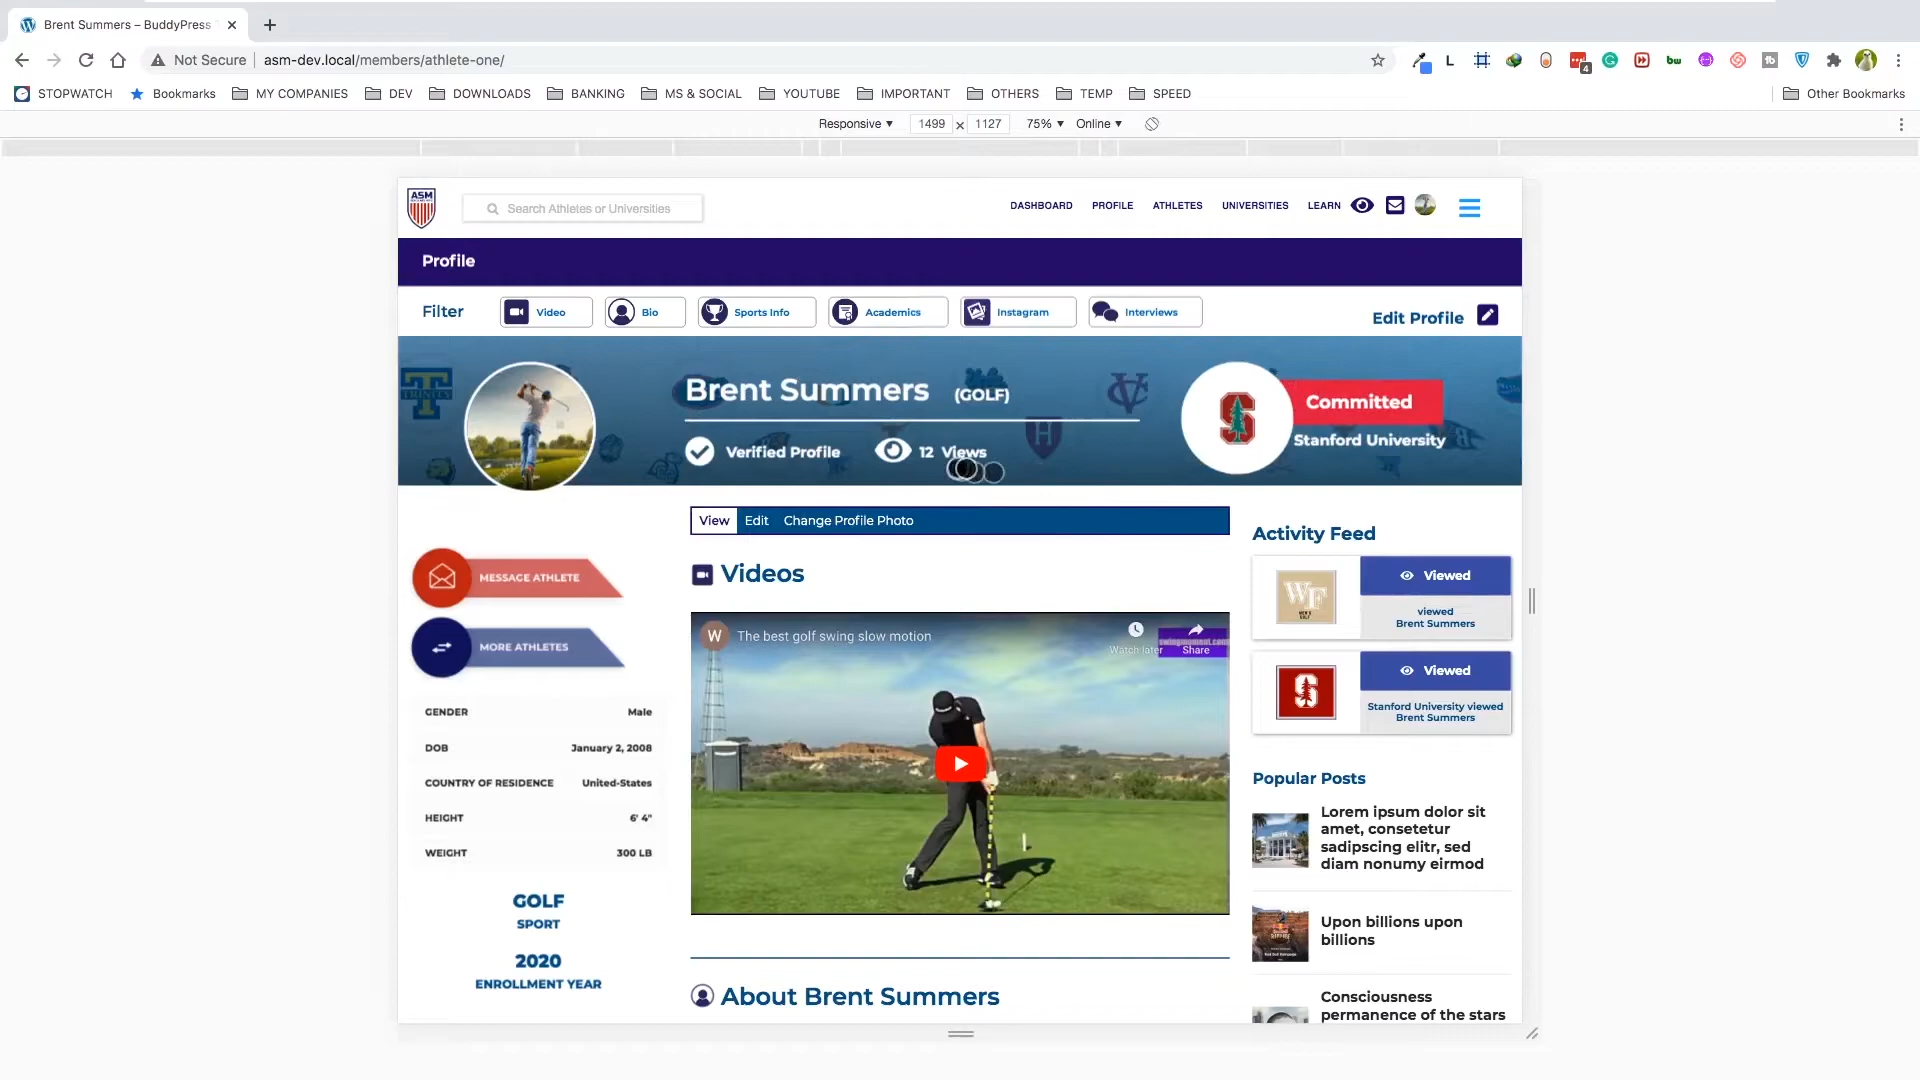 Brent Summers – BuddyPress
Not Secure
asm-dev.local/members/athlete-one/
L
4
bw
STOPWATCH
Bookmarks
MY COMPANIES
DEV
DOWNLOADS
BANKING
MS & SOCIAL
YOUTUBE
IMPORTANT
OTHERS
TEMP
SPEED
Other Bookmarks
Responsive
1499
1127
75%
Online
ASM
Search Athletes or Universities
DASHBOARD
PROFILE
ATHLETES
UNIVERSITIES
LEARN
Profile
Filter
Video
Bio
Sports Info
Academics
Instagram
Interviews
Edit Profile
Brent Summers (GOLF)
Verified Profile
12 Views
Committed
Stanford University
View
Edit
Change Profile Photo
MESSAGE ATHLETE
MORE ATHLETES
GENDER Male
DOB January 2, 2008
COUNTRY OF RESIDENCE United-States
HEIGHT 6' 4"
WEIGHT 300 LB
GOLF
SPORT
2020
ENROLLMENT YEAR
Videos
W
The best golf swing slow motion
Watch later
Share
About Brent Summers
Activity Feed
WF
Viewed
viewed
Brent Summers
S
Viewed
Stanford University viewed
Brent Summers
Popular Posts
Lorem ipsum dolor sit
amet, consetetur
sadipscing elitr, sed
diam nonumy eirmod
Upon billions upon
billions
Consciousness
permanence of the stars